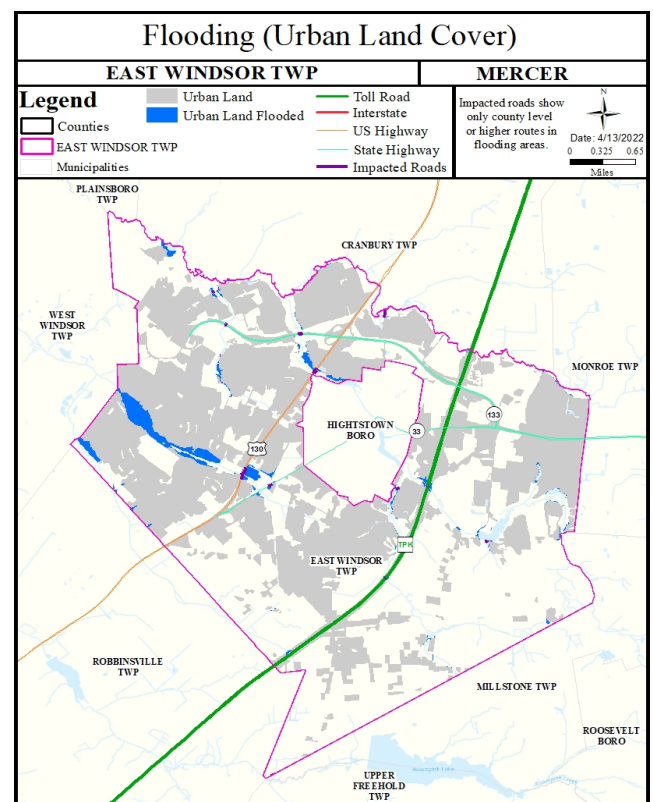 Flooding (Urban Land Cover)
EAST WINDSOR TWP
MERCER
Legend
Counties
EAST WINDSOR TWP
Municipalities
Urban Land
Urban Land Flooded
Toll Road
Interstate
US Highway
State Highway
Impacted Roads
Impacted roads show
only county level
or higher routes in
flooding areas.
N
Date: 4/13/2022
0 0.325 0.65
Miles
PLAINSBORO
TWP
CRANBURY TWP
WEST
WINDSOR
TWP
MONROE TWP
HIGHTSTOWN
BORO
33
133
130
TPK
EAST WINDSOR
TWP
ROBBINSVILLE
TWP
MILLSTONE TWP
ROOSEVELT
BORO
UPPER
FREEHOLD
TWP